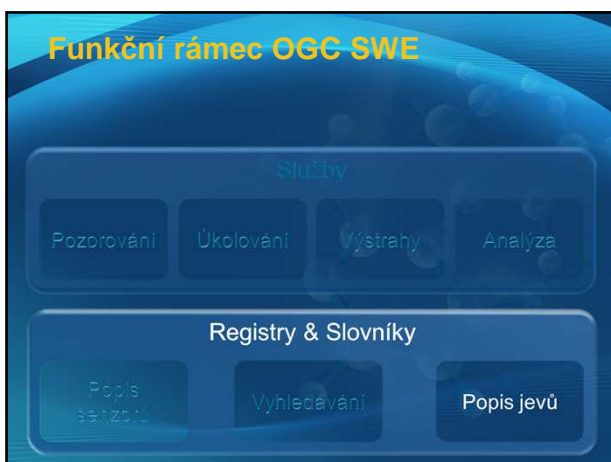 Funkční rámec OGC SWE
Služby
Pozorování Úkolování Výstrahy Analýza
Registry & Slovníky
Popis
senzorů Vyhledávání Popis jevů